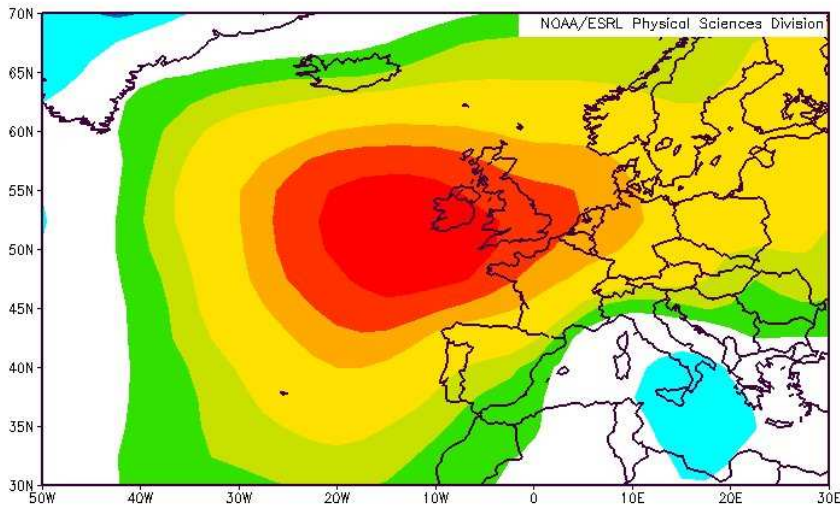 70N
NOAA/ESRL Physical Sciences Division
65N
60N
55N
50N
45N
40N
35N
30N
50W 40W 30W 20W 10W 0 10E 20E 30E